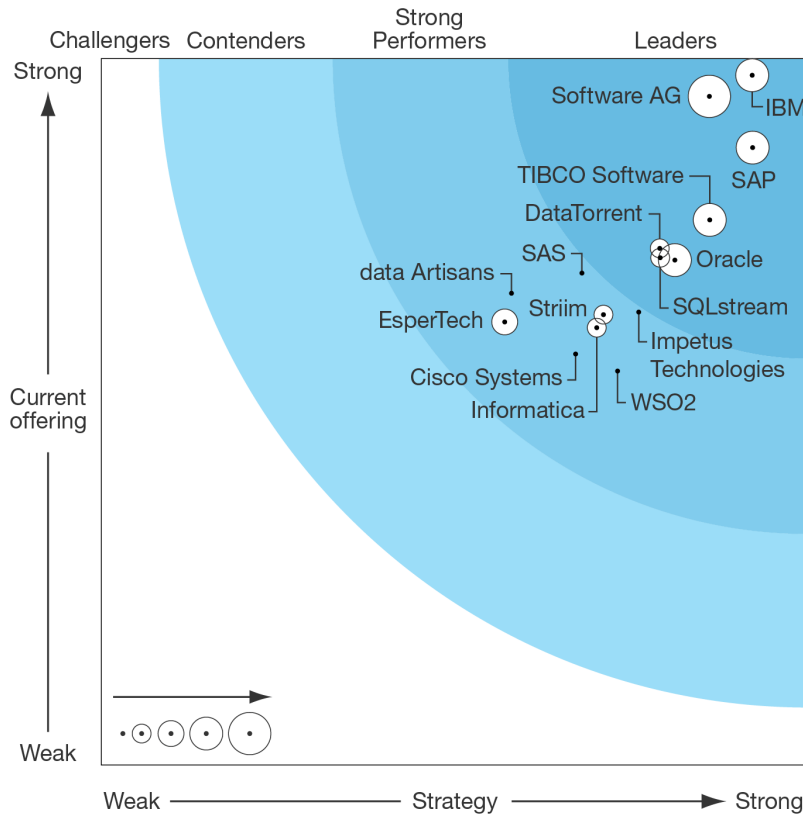 Strong
Challengers Contenders Performers Leaders
Strong
Software AG
IBM
SAP
TIBCO Software
DataTorrent
SAS
Oracle
data Artisans
Striim
SQLstream
EsperTech
Impetus
Technologies
Cisco Systems
Informatica
WSO2
Current
offering
Weak
Weak Strategy Strong